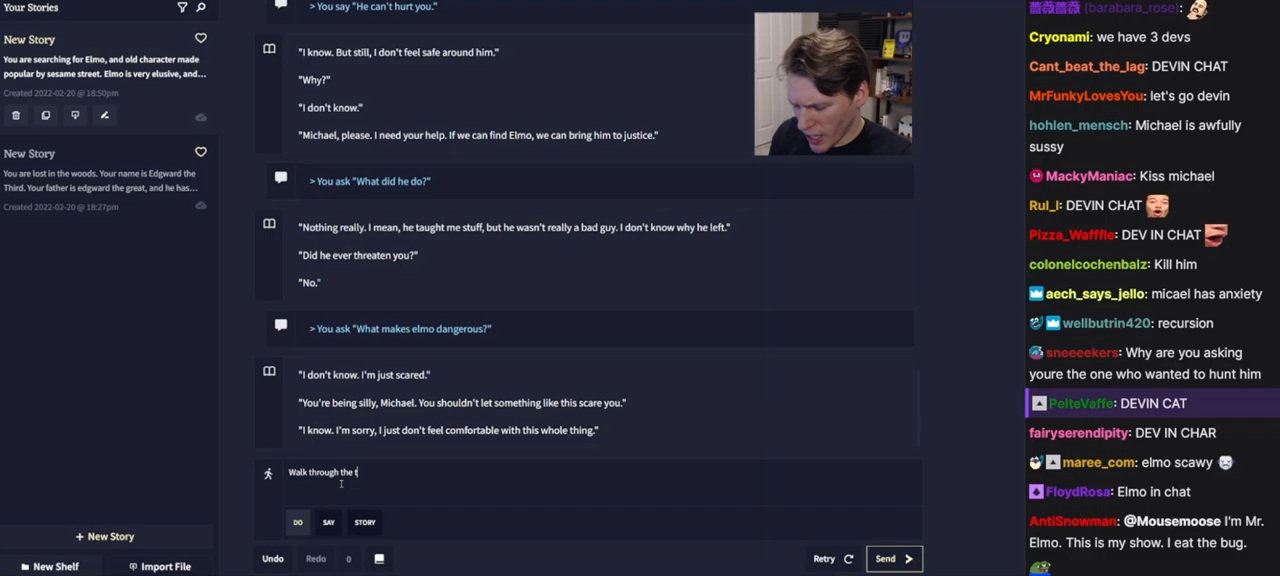 Your Stories
New Story
You are searching for Elmo, and old character made
popular by sesame street. Elmo is very elusive, and...
Created 2022-02-20 @ 18:50pm
New Story
You are lost in the woods. Your name is Edgward the
Third. Your father is edgward the great, and he has...
Created 2022-02-20 @ 18:27pm
+ New Story
New Shelf
Import File
> You say "He can't hurt you."
"I know. But still, I don't feel safe around him."
"Why?"
"I don't know."
"Michael, please. I need your help. If we can find Elmo, we can bring him to justice."
> You ask "What did he do?"
"Nothing really. I mean, he taught me stuff, but he wasn't really a bad guy. I don't know why he left."
"Did he ever threaten you?"
"No."
> You ask "What makes elmo dangerous?"
"I don't know. I'm just scared."
"You're being silly, Michael. You shouldn't let something like this scare you."
"I know. I'm sorry, I just don't feel comfortable with this whole thing."
Walk through the t
DO SAY STORY
Undo Redo 0 Retry Send
薔薇薔薇 (barabara_rose):
Cryonami: we have 3 devs
Cant_beat_the_lag: DEVIN CHAT
MrFunkyLovesYou: let's go devin
hohlen_mensch: Michael is awfully
sussy
MackyManiac: Kiss michael
Rul_I: DEVIN CHAT
Pizza_Wafffle: DEV IN CHAT
colonelcochenbalz: Kill him
aech_says_jello: micael has anxiety
wellbutrin420: recursion
sneeeekers: Why are you asking
youre the one who wanted to hunt him
PelteVaffe: DEVIN CAT
fairyserendipity: DEV IN CHAR
maree_com: elmo scawy
FloydRosa: Elmo in chat
AntiSnowman: @Mousemoose I'm Mr.
Elmo. This is my show. I eat the bug.